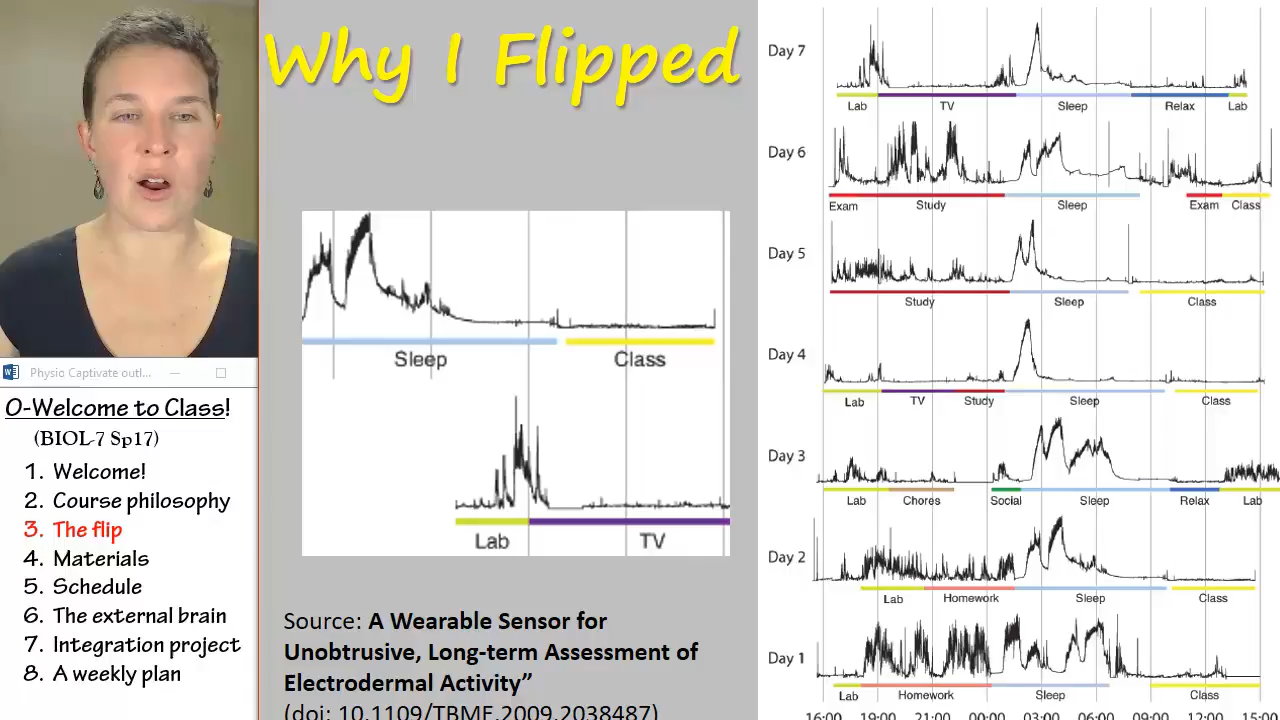 Why I Flipped
Sleep
Class
Lab
TV
Source: A Wearable Sensor for
Unobtrusive, Long-term Assessment of
Electrodermal Activity”
(doi: 10.1109/TBME.2009.2038487)
Physio Captivate outl...
0-Welcome to Class!
(BIOL-7 Sp17)
1. Welcome!
2. Course philosophy
3. The flip
4. Materials
5. Schedule
6. The external brain
7. Integration project
8. A weekly plan
Day 7
Lab TV Sleep Relax Lab
Day 6
Exam Study Sleep Exam Class
Day 5
Study Sleep Class
Day 4
Lab TV Study Sleep Class
Day 3
Lab Chores Social Sleep Relax Lab
Day 2
Lab Homework Sleep Class
Day 1
Lab Homework Sleep Class
16:00 19:00 21:00 00:00 03:00 06:00 09:00 12:00 15:00